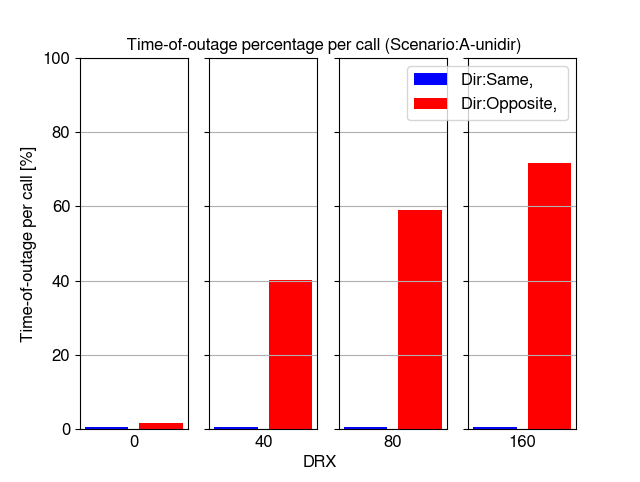 Time-of-outage percentage per call (Scenario:A-unidir)
Dir:Same,
Dir:Opposite,
Time-of-outage per call [%]
100
80
60
40
20
0
0
40
80
160
DRX